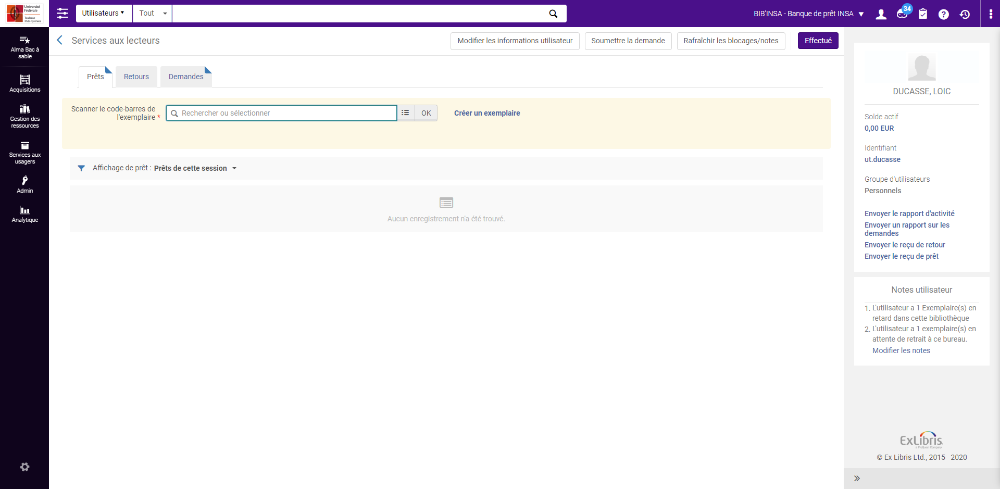 Université
Fédérale
Toulouse
Midi-Pyrénées
Utilisateurs
Tout
BIB'INSA - Banque de prêt INSA
34
Alma Bac à
sable
Acquisitions
Gestion des
ressources
Services aux
usagers
Admin
Analytique
Services aux lecteurs
Modifier les informations utilisateur
Soumettre la demande
Rafraîchir les blocages/notes
Effectué
Prêts
Retours
Demandes
Scanner le code-barres de
l'exemplaire *
Rechercher ou sélectionner
OK
Créer un exemplaire
Affichage de prêt : Prêts de cette session
Aucun enregistrement n'a été trouvé.
DUCASSE, LOIC
Solde actif
0,00 EUR
Identifiant
ut.ducasse
Groupe d'utilisateurs
Personnels
Envoyer le rapport d'activité
Envoyer un rapport sur les
demandes
Envoyer le reçu de retour
Envoyer le reçu de prêt
Notes utilisateur
1. L'utilisateur a 1 Exemplaire(s) en
retard dans cette bibliothèque
2. L'utilisateur a 1 exemplaire(s) en
attente de retrait à ce bureau.
Modifier les notes
ExLibris
a ProQuest Company
© Ex Libris Ltd., 2015 2020